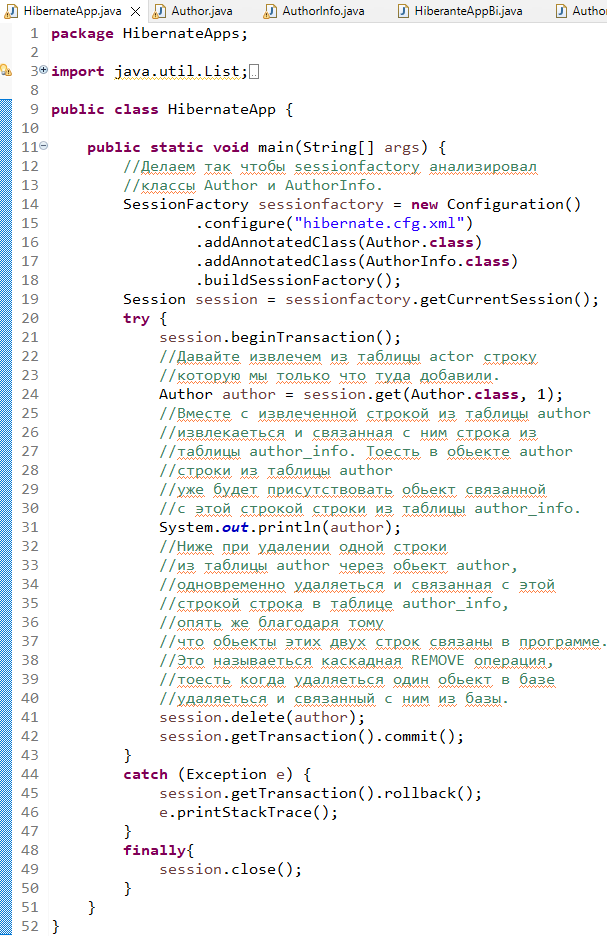 HibernateApp.java Author.java AuthorInfo.java HiberanteAppBi.java Autho
1 package HibernateApps;
2
3 import java.util.List;
8
9 public class HibernateApp {
10
11 public static void main(String[] args) {
12 //Делаем так чтобы sessionfactory анализировал
13 //классы Author и AuthorInfo.
14 SessionFactory sessionfactory = new Configuration()
15 .configure("hibernate.cfg.xml")
16 .addAnnotatedClass(Author.class)
17 .addAnnotatedClass(AuthorInfo.class)
18 .buildSessionFactory();
19 Session session = sessionfactory.getCurrentSession();
20 try {
21 session.beginTransaction();
22 //Давайте извлечем из таблицы actor строку
23 //которую мы только что туда добавили.
24 Author author = session.get(Author.class, 1);
25 //Вместе с извлеченной строкой из таблицы author
26 //извлекаеться и связанная с ним строка из
27 //таблицы author_info. Тоесть в обьекте author
28 //строки из таблицы author
29 //уже будет присутствовать обьект связанной
30 //с этой строкой строки из таблицы author_info.
31 System.out.println(author);
32 //Ниже при удалении одной строки
33 //из таблицы author через обьект author,
34 //одновременно удаляеться и связанная с этой
35 //строкой строка в таблице author_info,
36 //опять же благодаря тому
37 //что обьекты этих двух строк связаны в программе.
38 //Это называеться каскадная REMOVE операция,
39 //тоесть когда удаляеться один обьект в базе
40 //удаляеться и связанный с ним из базы.
41 session.delete(author);
42 session.getTransaction().commit();
43 }
44 catch (Exception e) {
45 session.getTransaction().rollback();
46 e.printStackTrace();
47 }
48 finally{
49 session.close();
50 }
51 }
52 }